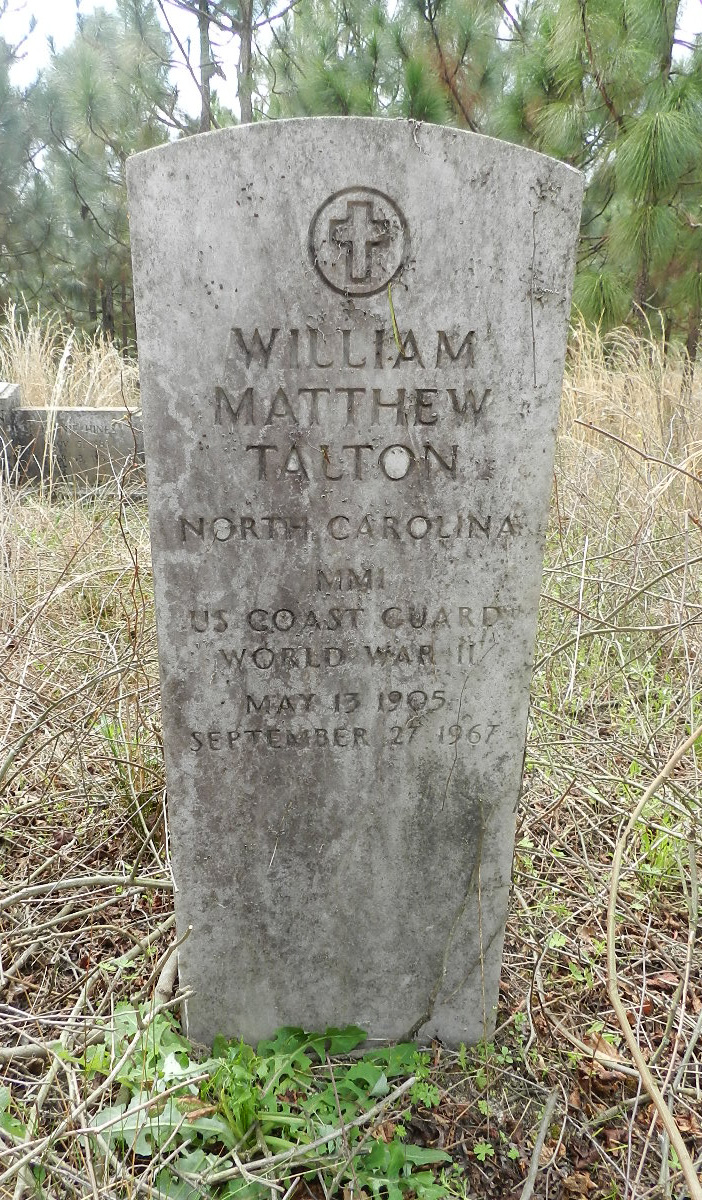 WILLIAM
MATTHEW
TALTON
NORTH CAROLINA
MM1
US COAST GUARD
WORLD WAR II
MAY 13 1905
SEPTEMBER 27 1967